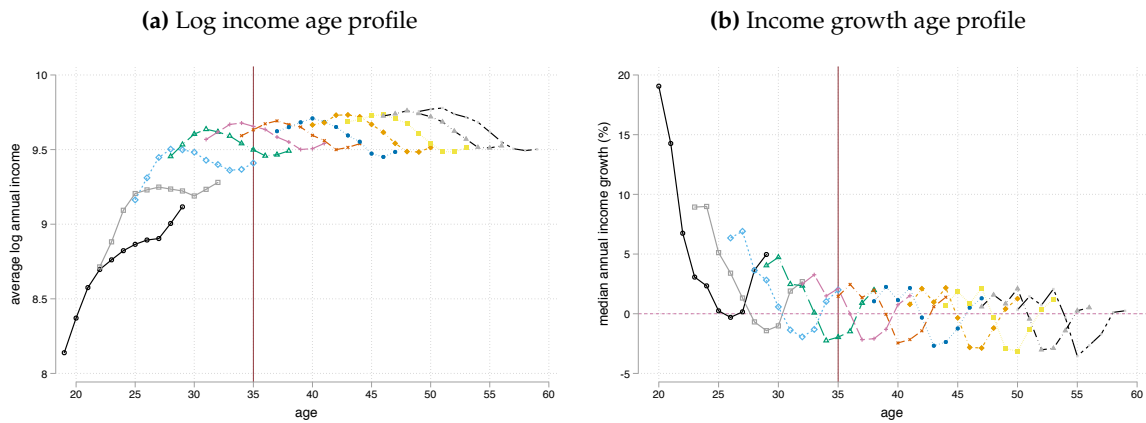 (a) Log income age profile
average log annual income
10
9.5
9
8.5
8
20 25 30 35 40 45 50 55 60
age
(b) Income growth age profile
median annual income growth (%)
20
15
10
5
0
-5
20 25 30 35 40 45 50 55 60
age